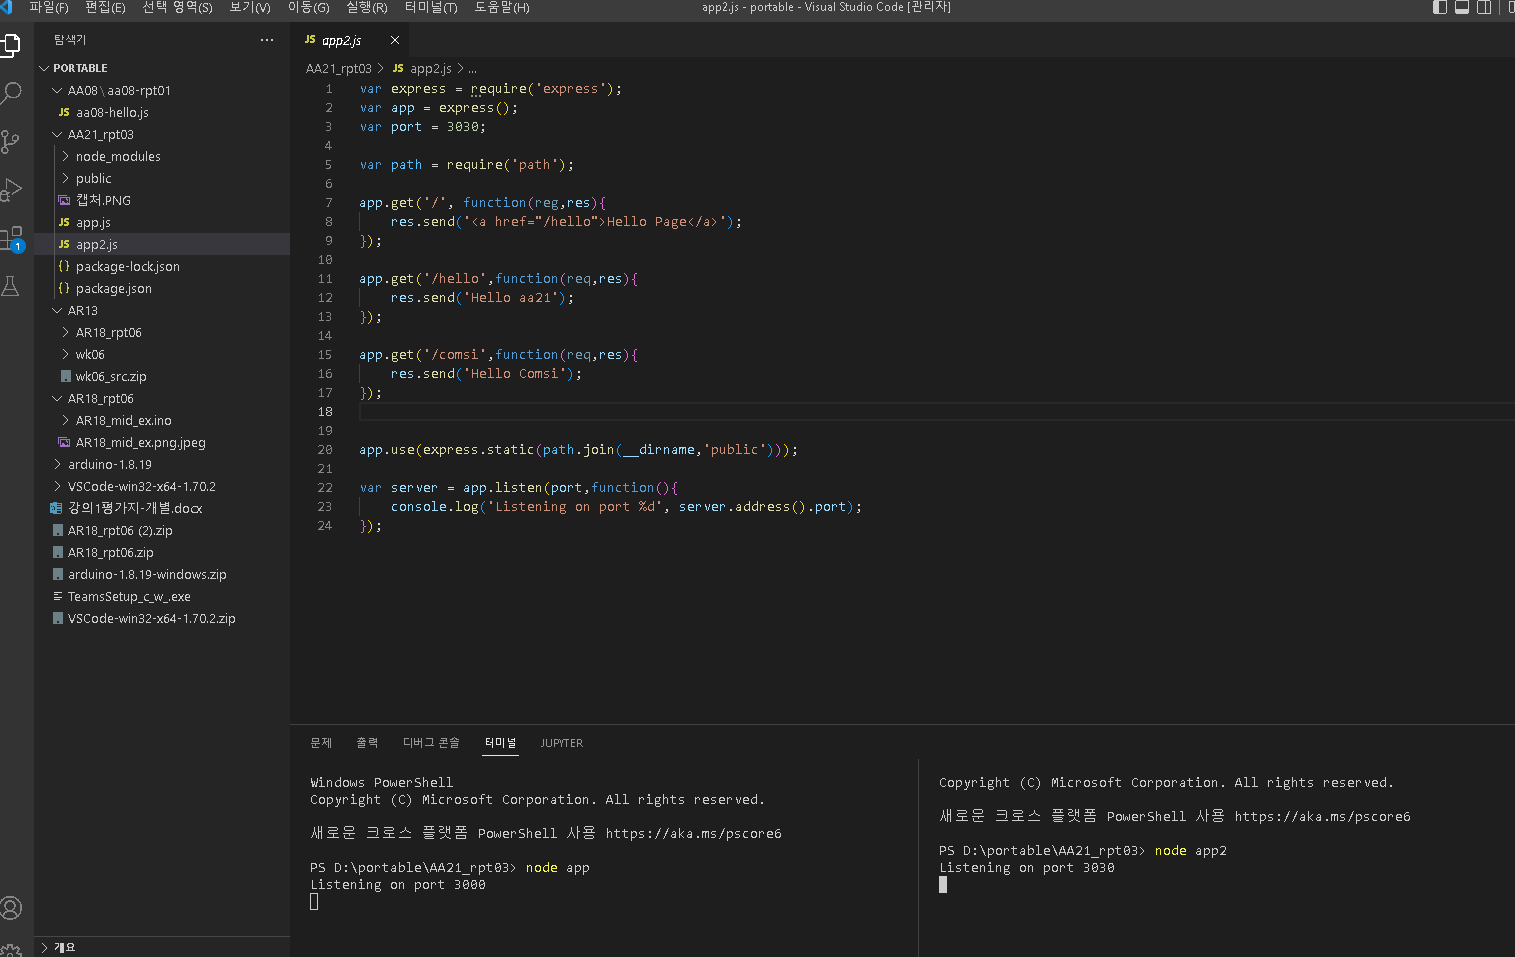 파일(F) 편집(E) 선택 영역(S) 보기(V) 이동(G) 실행(R) 터미널(T) 도움말(H) app2.js - portable - Visual Studio Code [관리자]
탐색기 ...
PORTABLE
AA08 \ aa08-rpt01
JS aa08-hello.js
AA21_rpt03
node_modules
public
캡처.PNG
JS app.js
JS app2.js
{} package-lock.json
{} package.json
AR13
AR18_rpt06
wk06
wk06_src.zip
AR18_rpt06
AR18_mid_ex.ino
AR18_mid_ex.png.jpeg
arduino-1.8.19
VSCode-win32-x64-1.70.2
강의1평가지-개별.docx
AR18_rpt06 (2).zip
AR18_rpt06.zip
arduino-1.8.19-windows.zip
TeamsSetup_c_w_.exe
VSCode-win32-x64-1.70.2.zip
개요
1
JS app2.js
AA21_rpt03 > JS app2.js > ...
1 var express = require('express');
2 var app = express();
3 var port = 3030;
4
5 var path = require('path');
6
7 app.get('/', function(reg,res){
8 res.send('<a href="/hello">Hello Page</a>');
9 });
10
11 app.get('/hello',function(req,res){
12 res.send('Hello aa21');
13 });
14
15 app.get('/comsi',function(req,res){
16 res.send('Hello Comsi');
17 });
18
19
20 app.use(express.static(path.join(__dirname,'public')));
21
22 var server = app.listen(port,function(){
23 console.log('Listening on port %d', server.address().port);
24 });
문제 출력 디버그 콘솔 터미널 JUPYTER
Windows PowerShell
Copyright (C) Microsoft Corporation. All rights reserved.
새로운 크로스 플랫폼 PowerShell 사용 https://aka.ms/pscore6
PS D:\portable\AA21_rpt03> node app
Listening on port 3000
Copyright (C) Microsoft Corporation. All rights reserved.
새로운 크로스 플랫폼 PowerShell 사용 https://aka.ms/pscore6
PS D:\portable\AA21_rpt03> node app2
Listening on port 3030